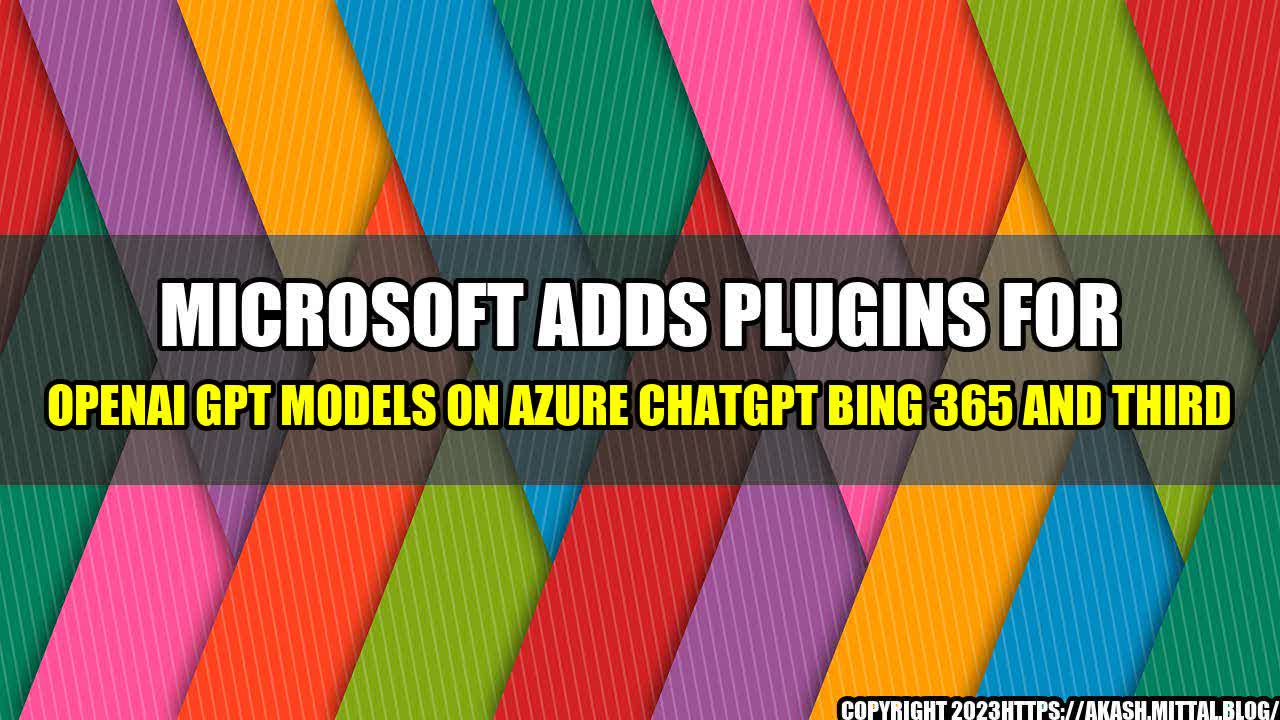 MICROSOFT ADDS PLUGINS FOR
OPENAI GPT MODELS ON AZURE CHATGPT BING 365 AND THIRD
COPYRIGHT 2023HTTPS://AKASH.MITTAL.BLOG/